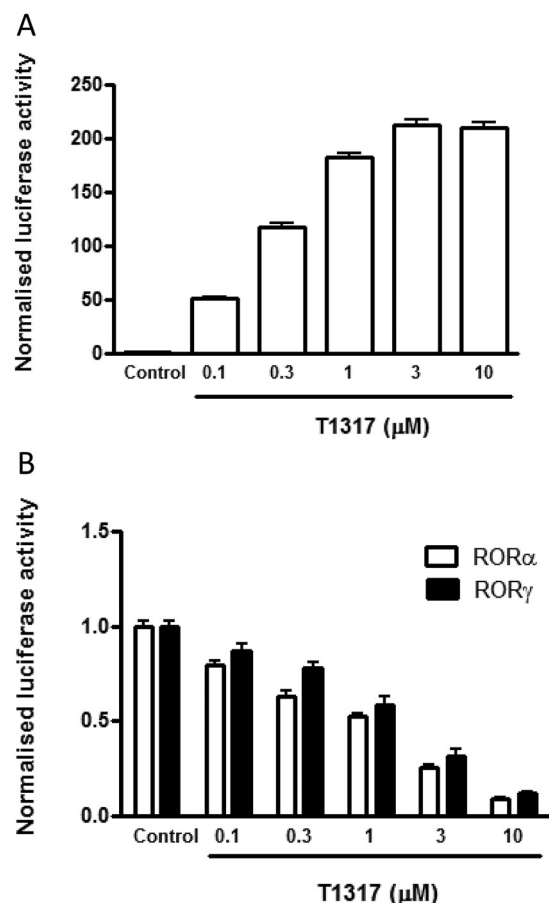 A
Normalised luciferase activity
250
200
150
100
50
0
Control 0.1 0.3 1 3 10
T1317 (μM)
B
Normalised luciferase activity
1.5
1.0
0.5
0.0
RORα
RORγ
Control 0.1 0.3 1 3 10
T1317 (μM)